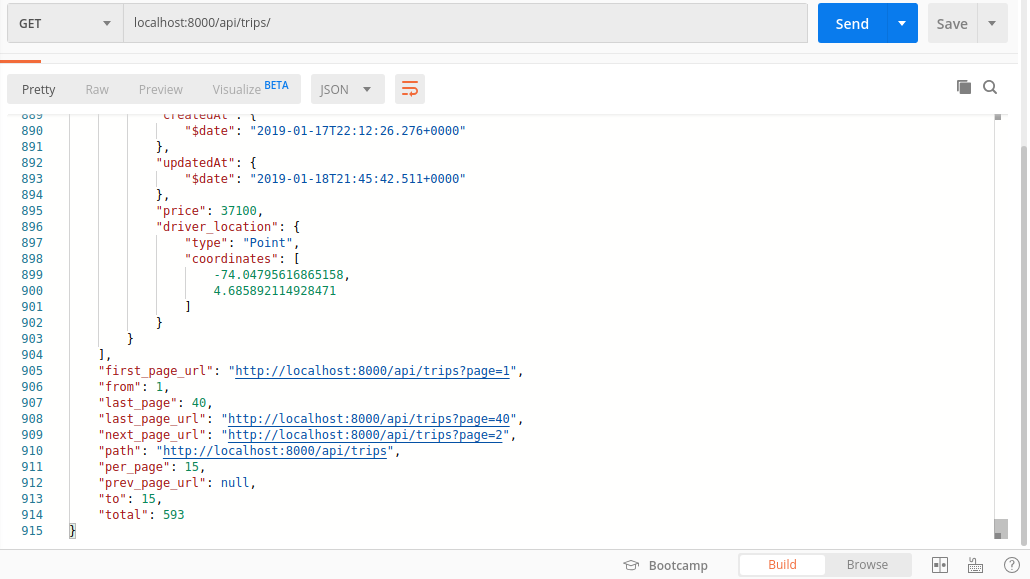 GET localhost:8000/api/trips/ Send Save
Pretty Raw Preview Visualize BETA JSON
889 "createdAt": {
890 "$date": "2019-01-17T22:12:26.276+0000"
891 },
892 "updatedAt": {
893 "$date": "2019-01-18T21:45:42.511+0000"
894 },
895 "price": 37100,
896 "driver_location": {
897 "type": "Point",
898 "coordinates": [
899 -74.04795616865158,
900 4.685892114928471
901 ]
902 }
903 }
904 ],
905 "first_page_url": "http://localhost:8000/api/trips?page=1",
906 "from": 1,
907 "last_page": 40,
908 "last_page_url": "http://localhost:8000/api/trips?page=40",
909 "next_page_url": "http://localhost:8000/api/trips?page=2",
910 "path": "http://localhost:8000/api/trips",
911 "per_page": 15,
912 "prev_page_url": null,
913 "to": 15,
914 "total": 593
915 }
Bootcamp Build Browse